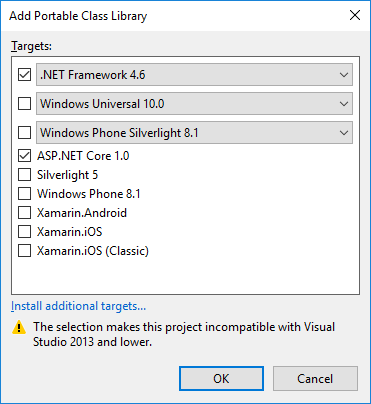 Add Portable Class Library
Targets:
.NET Framework 4.6
Windows Universal 10.0
Windows Phone Silverlight 8.1
ASP.NET Core 1.0
Silverlight 5
Windows Phone 8.1
Xamarin.Android
Xamarin.iOS
Xamarin.iOS (Classic)
Install additional targets...
The selection makes this project incompatible with Visual
Studio 2013 and lower.
OK
Cancel